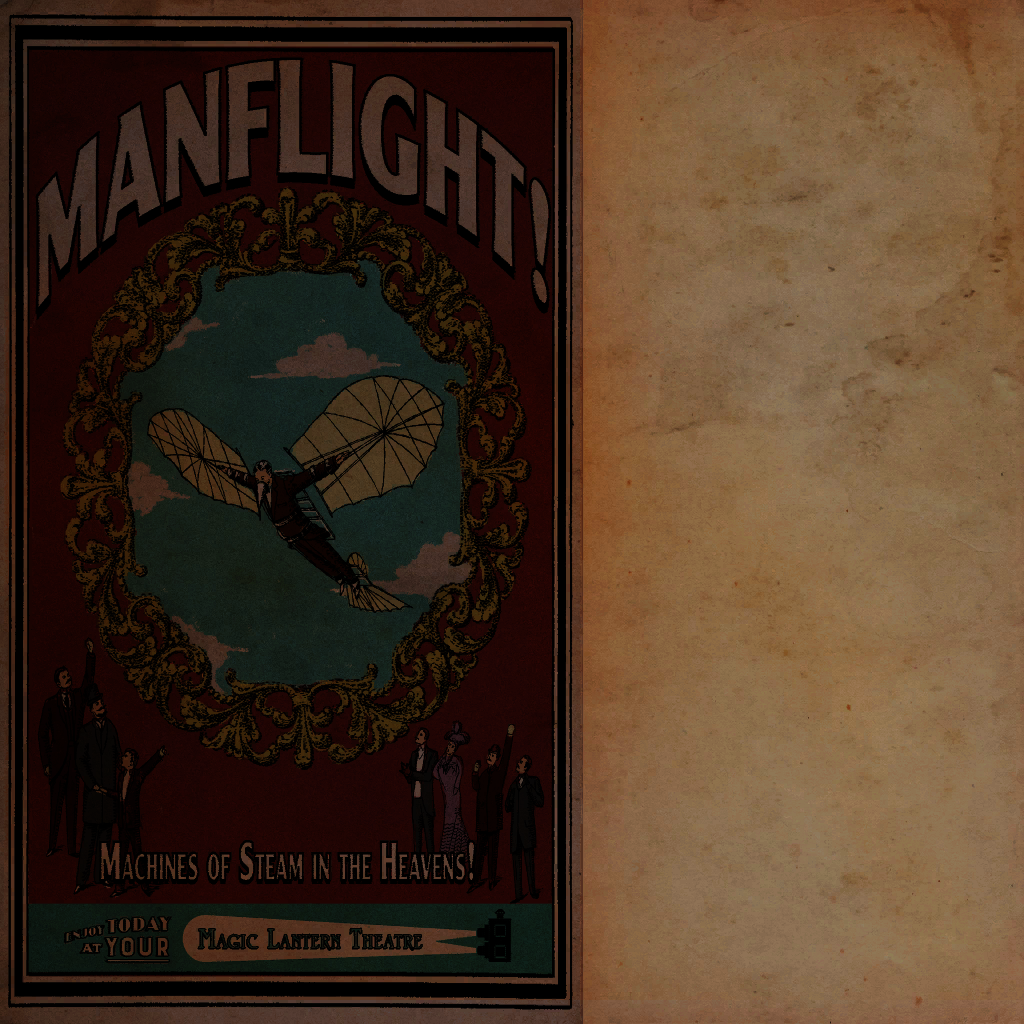 MANFLIGHT!
MACHINES OF STEAM IN THE HEAVENS!
ENJOY TODAY
AT YOUR
MAGIC LANTERN THEATRE